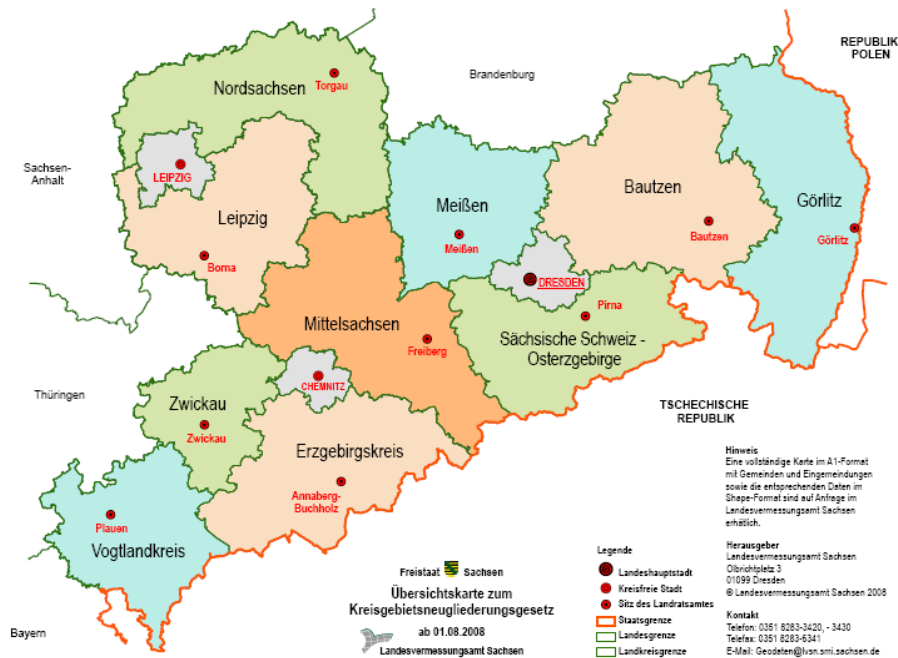 REPUBLIK
POLEN
Brandenburg
Nordsachsen
Torgau
Sachsen-
Anhalt
LEIPZIG
Leipzig
Borna
Meißen
Meißen
Bautzen
Bautzen
Görlitz
Görlitz
DRESDEN
Pirna
Sächsische Schweiz -
Osterzgebirge
Mittelsachsen
Freiberg
CHEMNITZ
Thüringen
Zwickau
Zwickau
Erzgebirgskreis
Annaberg-
Buchholz
TSCHECHISCHE
REPUBLIK
Plauen
Vogtlandkreis
Bayern
Freistaat Sachsen
Übersichtskarte zum
Kreisgebietsneugliederungsgesetz
ab 01.08.2008
Landesvermessungsamt Sachsen
Legende
Landeshauptstadt
Kreisfreie Stadt
Sitz des Landratsamtes
Staatsgrenze
Landesgrenze
Landkreisgrenze
Hinweis
Eine vollständige Karte im A1-Format
mit Gemeinden und Eingemeindungen
sowie die entsprechenden Daten im
Shape-Format sind auf Anfrage im
Landesvermessungsamt Sachsen
erhätlich.
Herausgeber
Landesvermessungsamt Sachsen
Olbrichtplatz 3
01099 Dresden
© Landesvermessungsamt Sachsen 2008
Kontakt
Telefon: 0351 8283-3420, - 3430
Telefax: 0351 8283-6341
E-Mail: Geodaten@lvsn.smi.sachsen.de